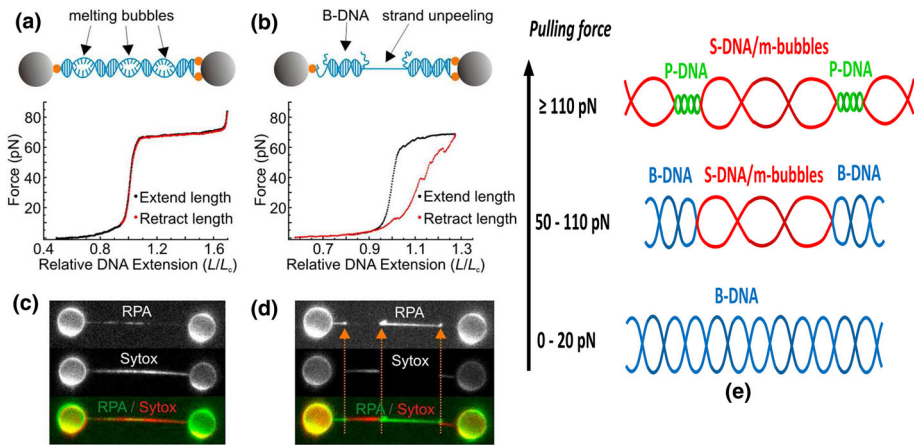 (a)
melting bubbles
Force (pN)
80
60
40
20
Extend length
Retract length
0.4
0.8
1.2
1.6
Relative DNA Extension (L/Lc)
(b)
B-DNA
strand unpeeling
Force (pN)
80
60
40
20
Extend length
Retract length
0.7
0.9
1.1
1.3
Relative DNA Extension (L/Lc)
(c)
RPA
Sytox
RPA / Sytox
(d)
RPA
Sytox
RPA / Sytox
Pulling force
S-DNA/m-bubbles
P-DNA
P-DNA
≥ 110 pN
B-DNA
S-DNA/m-bubbles
B-DNA
50 - 110 pN
B-DNA
0 - 20 pN
(e)